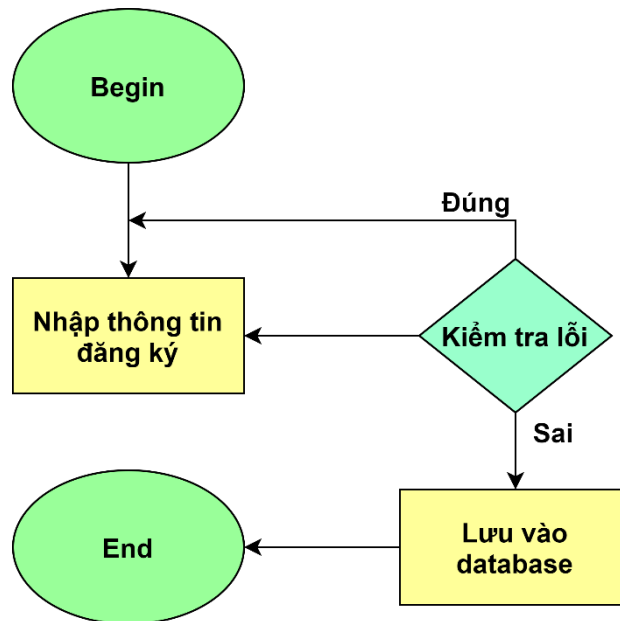 Begin
Đúng
Nhập thông tin
đăng ký
Kiểm tra lỗi
Sai
End
Lưu vào
database